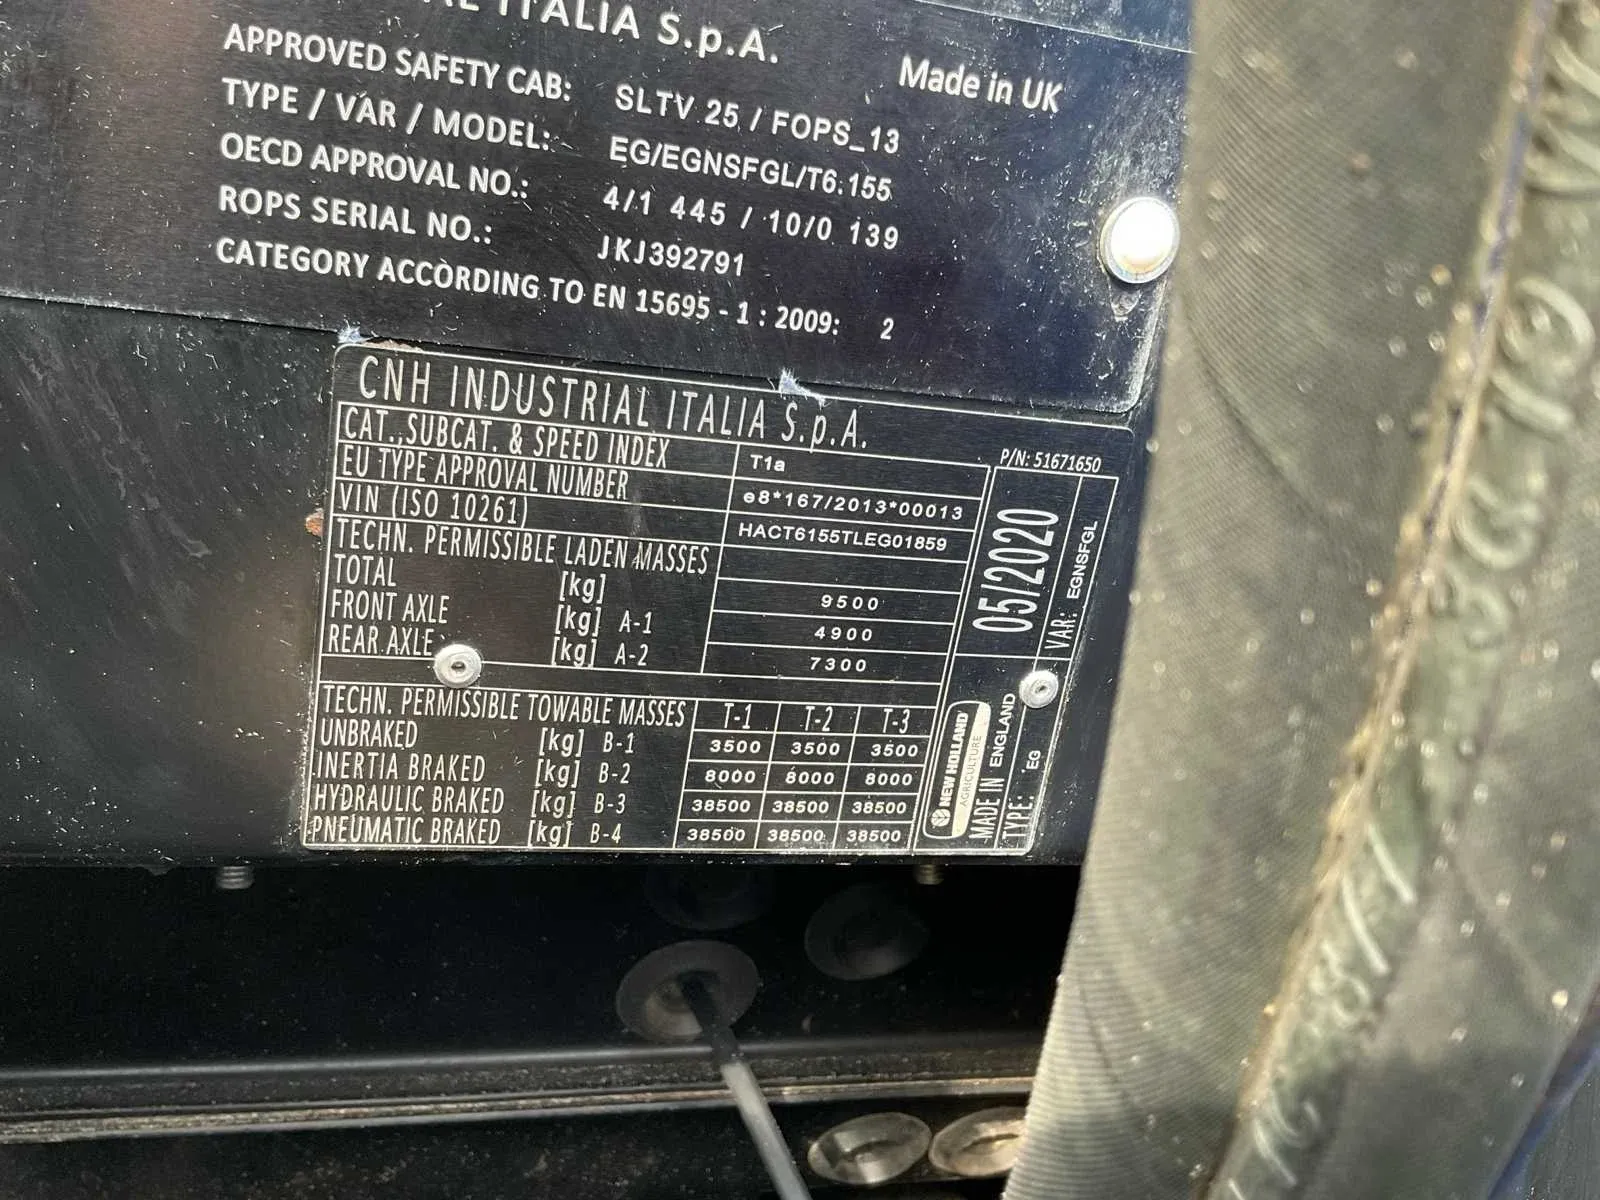 ITALIA S.p.A.
Made in UK
APPROVED SAFETY CAB: SLTV 25 / FOPS_13
TYPE / VAR / MODEL: EG/EGNSFGL/T6.155
OECD APPROVAL NO.: 4/1 445 / 10/0 139
ROPS SERIAL NO.: JKJ392791
CATEGORY ACCORDING TO EN 15695 - 1 : 2009: 2
CNH INDUSTRIAL ITALIA S.p.A.
P/N: 51671650
CAT.,SUBCAT. & SPEED INDEX T1a
EU TYPE APPROVAL NUMBER e8*167/2013*00013
VIN (ISO 10261) HACT6155TLEG01859
TECHN. PERMISSIBLE LADEN MASSES
TOTAL [kg] 9500
FRONT AXLE [kg] A-1 4900
REAR AXLE [kg] A-2 7300
TECHN. PERMISSIBLE TOWABLE MASSES T-1 T-2 T-3
UNBRAKED [kg] B-1 3500 3500 3500
INERTIA BRAKED [kg] B-2 8000 8000 8000
HYDRAULIC BRAKED [kg] B-3 38500 38500 38500
PNEUMATIC BRAKED [kg] B-4 38500 38500 38500
05/2020
VAR: EGNSFGL
NEW HOLLAND
AGRICULTURE
MADE IN ENGLAND
TYPE: EG